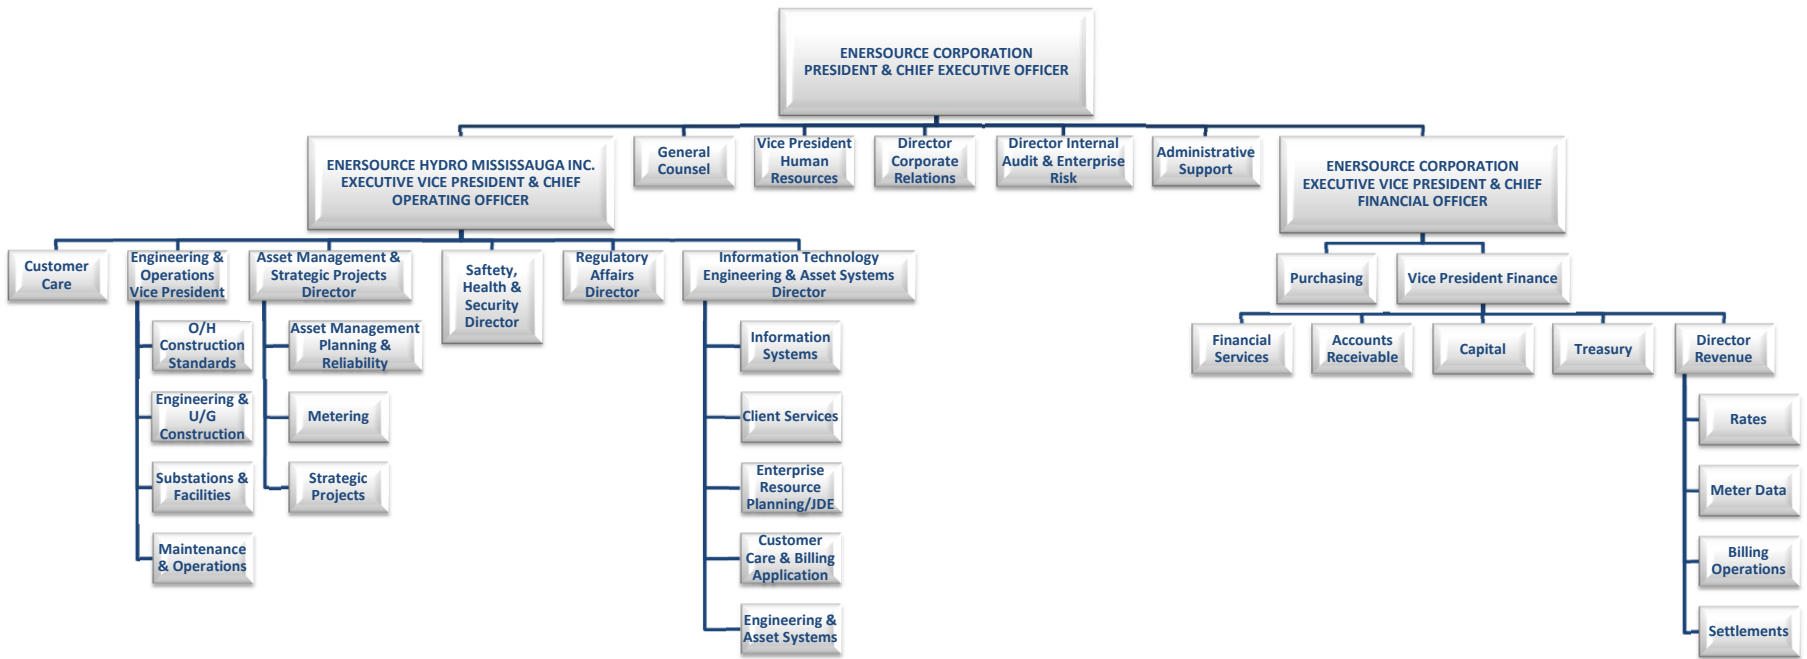 ENERSOURCE CORPORATION
PRESIDENT & CHIEF EXECUTIVE OFFICER
ENERSOURCE HYDRO MISSISSAUGA INC.
EXECUTIVE VICE PRESIDENT & CHIEF
OPERATING OFFICER
General
Counsel
Vice President
Human
Resources
Director
Corporate
Relations
Director Internal
Audit & Enterprise
Risk
Administrative
Support
ENERSOURCE CORPORATION
EXECUTIVE VICE PRESIDENT & CHIEF
FINANCIAL OFFICER
Customer
Care
Engineering &
Operations
Vice President
Asset Management &
Strategic Projects
Director
Saftety,
Health &
Security
Director
Regulatory
Affairs
Director
Information Technology
Engineering & Asset Systems
Director
Purchasing
Vice President Finance
O/H
Construction
Standards
Engineering &
U/G
Construction
Substations &
Facilities
Maintenance
& Operations
Asset Management
Planning &
Reliability
Metering
Strategic
Projects
Information
Systems
Client Services
Enterprise
Resource
Planning/JDE
Customer
Care & Billing
Application
Engineering &
Asset Systems
Financial
Services
Accounts
Receivable
Capital
Treasury
Director
Revenue
Rates
Meter Data
Billing
Operations
Settlements